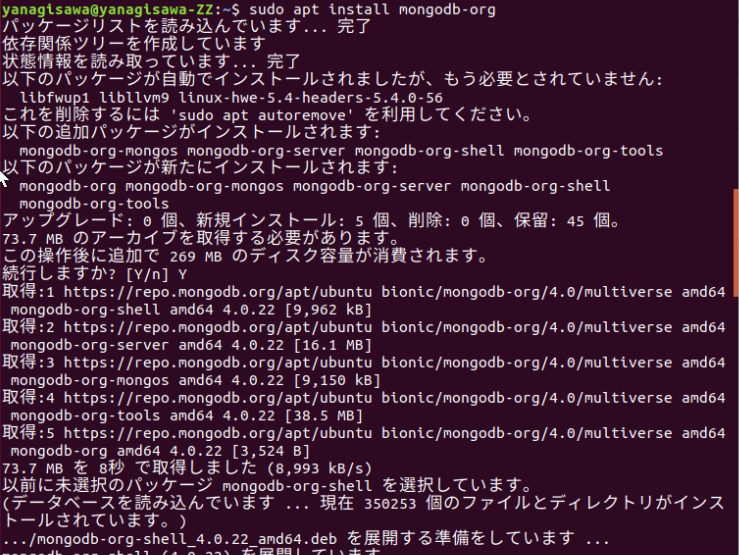 yanagisawa@yanagisawa-ZZ:~$ sudo apt install mongodb-org
パッケージリストを読み込んでいます... 完了
依存関係ツリーを作成しています
状態情報を読み取っています... 完了
以下のパッケージが自動でインストールされましたが、もう必要とされていません:
  libfwup1 libllvm9 linux-hwe-5.4-headers-5.4.0-56
これを削除するには 'sudo apt autoremove' を利用してください。
以下の追加パッケージがインストールされます:
  mongodb-org-mongos mongodb-org-server mongodb-org-shell mongodb-org-tools
以下のパッケージが新たにインストールされます:
  mongodb-org mongodb-org-mongos mongodb-org-server mongodb-org-shell
  mongodb-org-tools
アップグレード: 0 個、新規インストール: 5 個、削除: 0 個、保留: 45 個。
73.7 MB のアーカイブを取得する必要があります。
この操作後に追加で 269 MB のディスク容量が消費されます。
続行しますか? [Y/n] Y
取得:1 https://repo.mongodb.org/apt/ubuntu bionic/mongodb-org/4.0/multiverse amd64
 mongodb-org-shell amd64 4.0.22 [9,962 kB]
取得:2 https://repo.mongodb.org/apt/ubuntu bionic/mongodb-org/4.0/multiverse amd64
 mongodb-org-server amd64 4.0.22 [16.1 MB]
取得:3 https://repo.mongodb.org/apt/ubuntu bionic/mongodb-org/4.0/multiverse amd64
 mongodb-org-mongos amd64 4.0.22 [9,150 kB]
取得:4 https://repo.mongodb.org/apt/ubuntu bionic/mongodb-org/4.0/multiverse amd64
 mongodb-org-tools amd64 4.0.22 [38.5 MB]
取得:5 https://repo.mongodb.org/apt/ubuntu bionic/mongodb-org/4.0/multiverse amd64
 mongodb-org amd64 4.0.22 [3,524 B]
73.7 MB を 8秒 で取得しました (8,993 kB/s)
以前に未選択のパッケージ mongodb-org-shell を選択しています。
(データベースを読み込んでいます ... 現在 350253 個のファイルとディレクトリがインス
トールされています。)
.../mongodb-org-shell_4.0.22_amd64.deb を展開する準備をしています ...
mongodb-org-shell (4.0.22) を展開しています